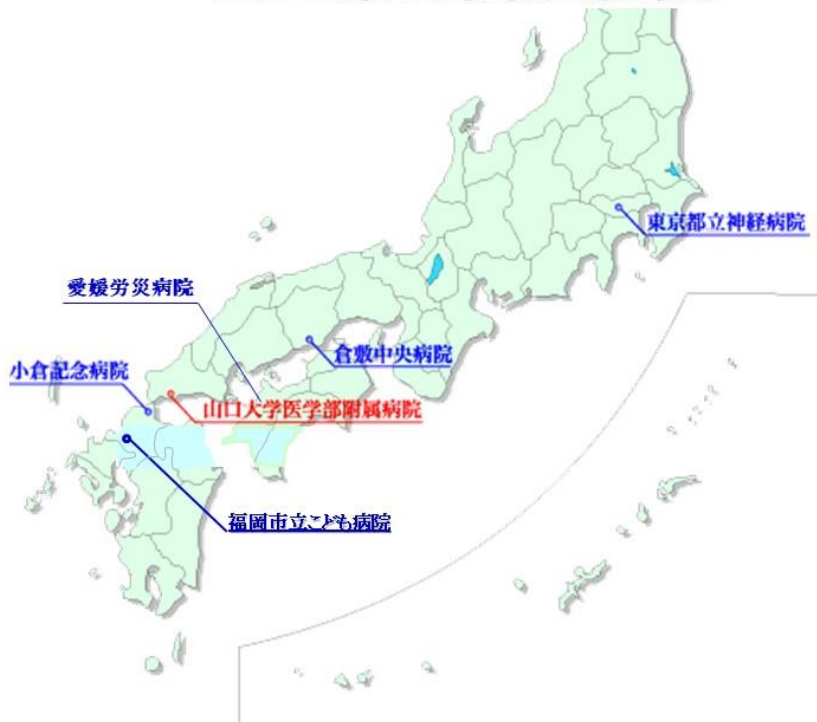 東京都立神経病院
愛媛労災病院
倉敷中央病院
小倉記念病院
山口大学医学部附属病院
福岡市立こども病院